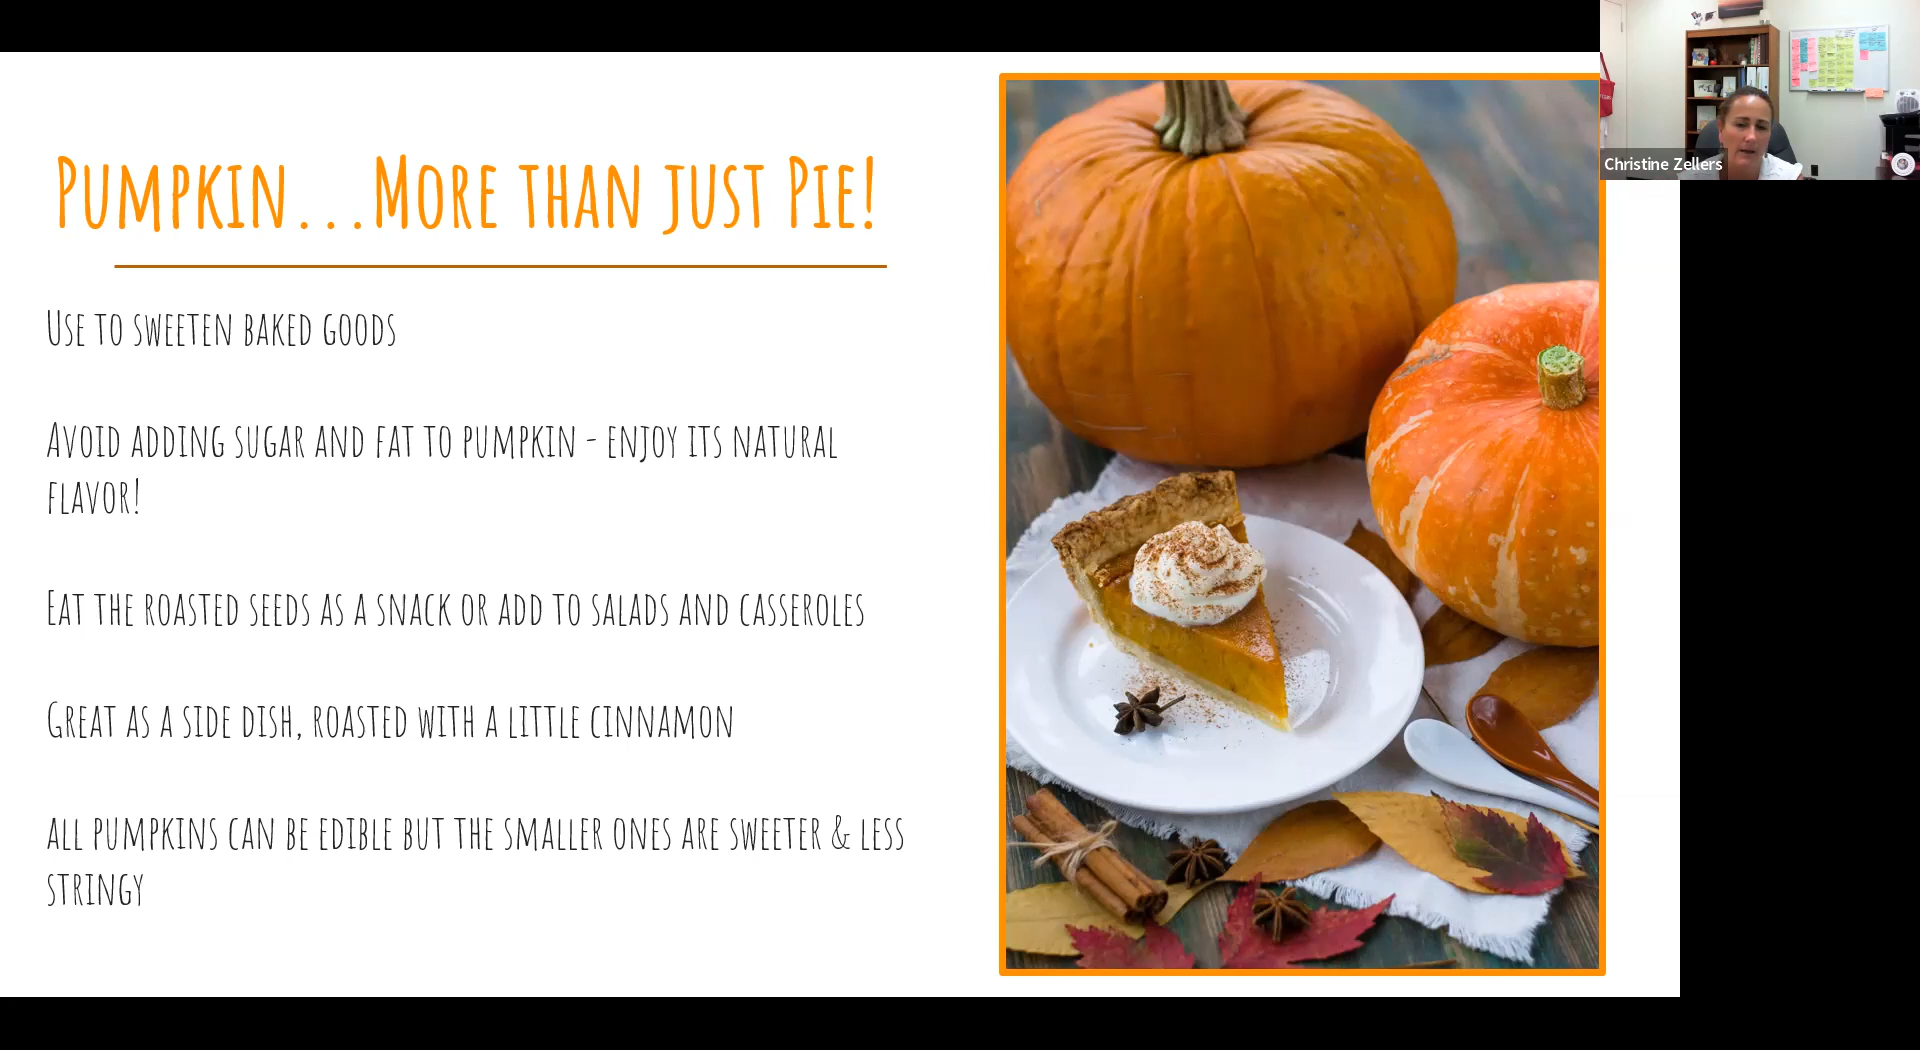 Pumpkin...More than just Pie!
Use to sweeten baked goods
Avoid adding sugar and fat to pumpkin - enjoy its natural
flavor!
Eat the roasted seeds as a snack or add to salads and casseroles
Great as a side dish, roasted with a little cinnamon
all pumpkins can be edible but the smaller ones are sweeter & less
stringy
Christine Zellers